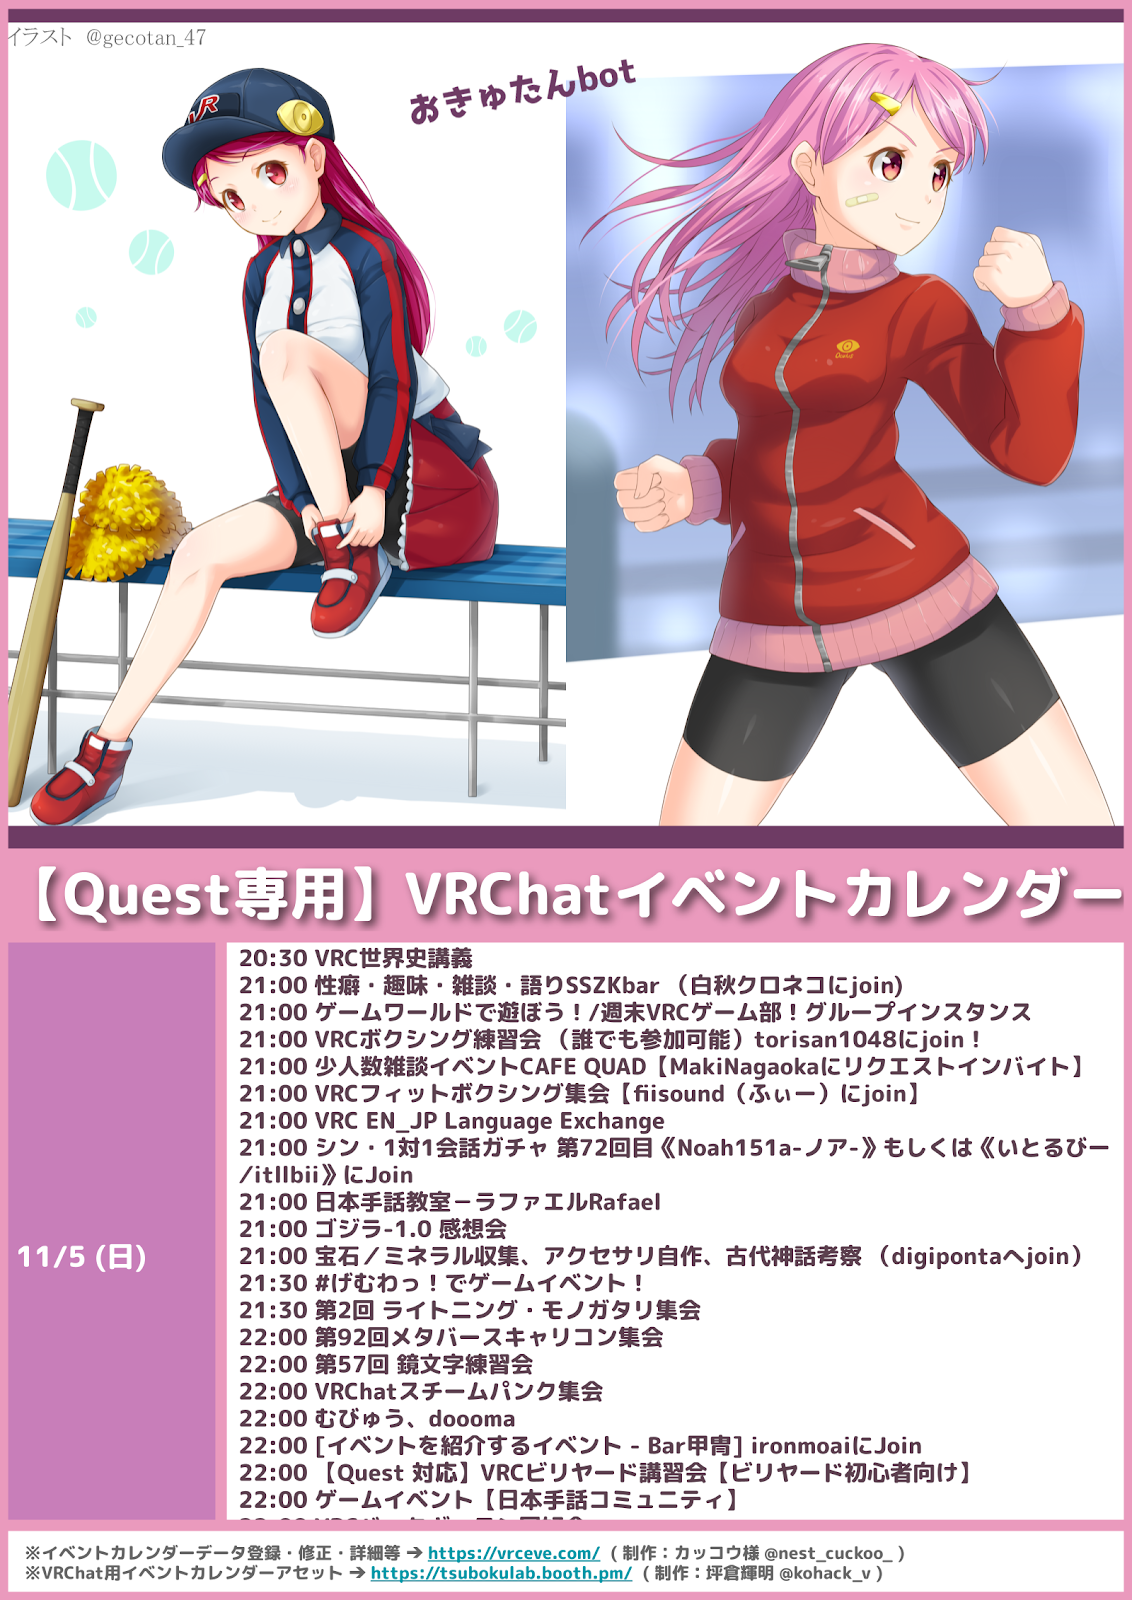 イラスト @gecotan_47
おきゅたんbot
VR
Quest
【Quest専用】VRChatイベントカレンダー
11/5 (日)
20:30 VRC世界史講義
21:00 性癖・趣味・雑談・語りSSZKbar （白秋クロネコにjoin)
21:00 ゲームワールドで遊ぼう！/週末VRCゲーム部！グループインスタンス
21:00 VRCボクシング練習会 （誰でも参加可能）torisan1048にjoin！
21:00 少人数雑談イベントCAFE QUAD【MakiNagaokaにリクエストインバイト】
21:00 VRCフィットボクシング集会【fiisound（ふぃー）にjoin】
21:00 VRC EN_JP Language Exchange
21:00 シン・1対1会話ガチャ 第72回目《Noah151a-ノア-》もしくは《いとるびー
/itllbii》にJoin
21:00 日本手話教室－ラファエルRafael
21:00 ゴジラ-1.0 感想会
21:00 宝石／ミネラル収集、アクセサリ自作、古代神話考察 （digipontaへjoin）
21:30 #げむわっ！でゲームイベント！
21:30 第2回 ライトニング・モノガタリ集会
22:00 第92回メタバースキャリコン集会
22:00 第57回 鏡文字練習会
22:00 VRChatスチームパンク集会
22:00 むびゅう、doooma
22:00 [イベントを紹介するイベント - Bar甲冑] ironmoaiにJoin
22:00 【Quest 対応】VRCビリヤード講習会【ビリヤード初心者向け】
22:00 ゲームイベント【日本手話コミュニティ】
※イベントカレンダーデータ登録・修正・詳細等 ➔ https://vrceve.com/ （制作：カッコウ様 @nest_cuckoo_ ）
※VRChat用イベントカレンダーアセット ➔ https://tsubokulab.booth.pm/ （制作：坪倉輝明 @kohack_v ）